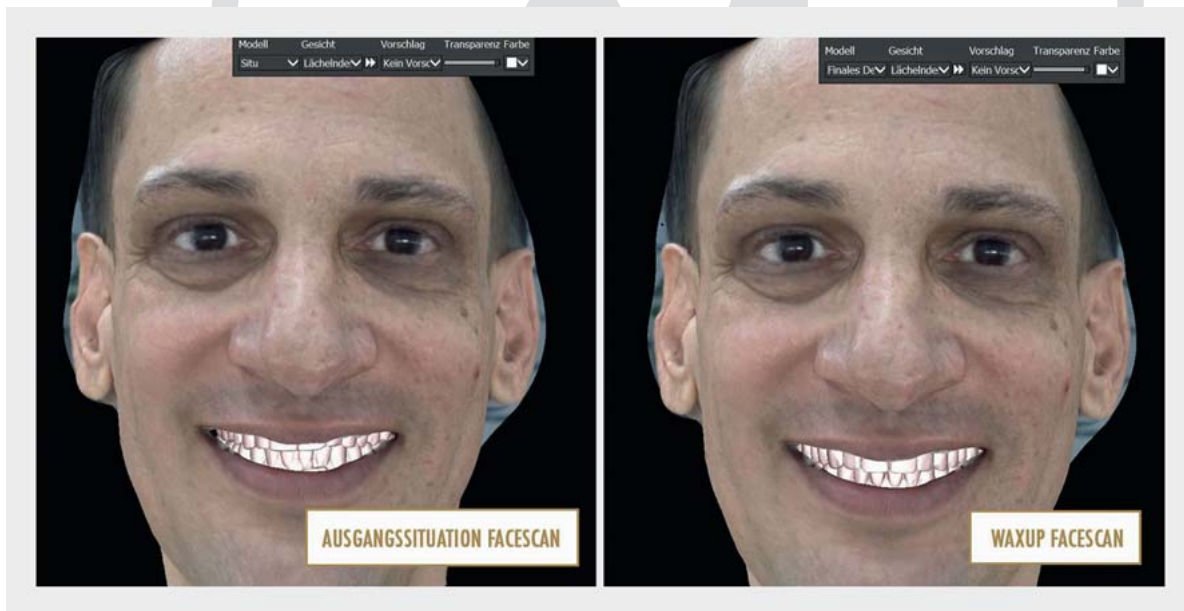 Modell Gesicht Vorschlag Transparenz Farbe
Situ Lächelnde Kein Vorsc
AUSGANGSSITUATION FACESCAN
Modell Gesicht Vorschlag Transparenz Farbe
Finales De Lächelnde Kein Vorsc
WAXUP FACESCAN